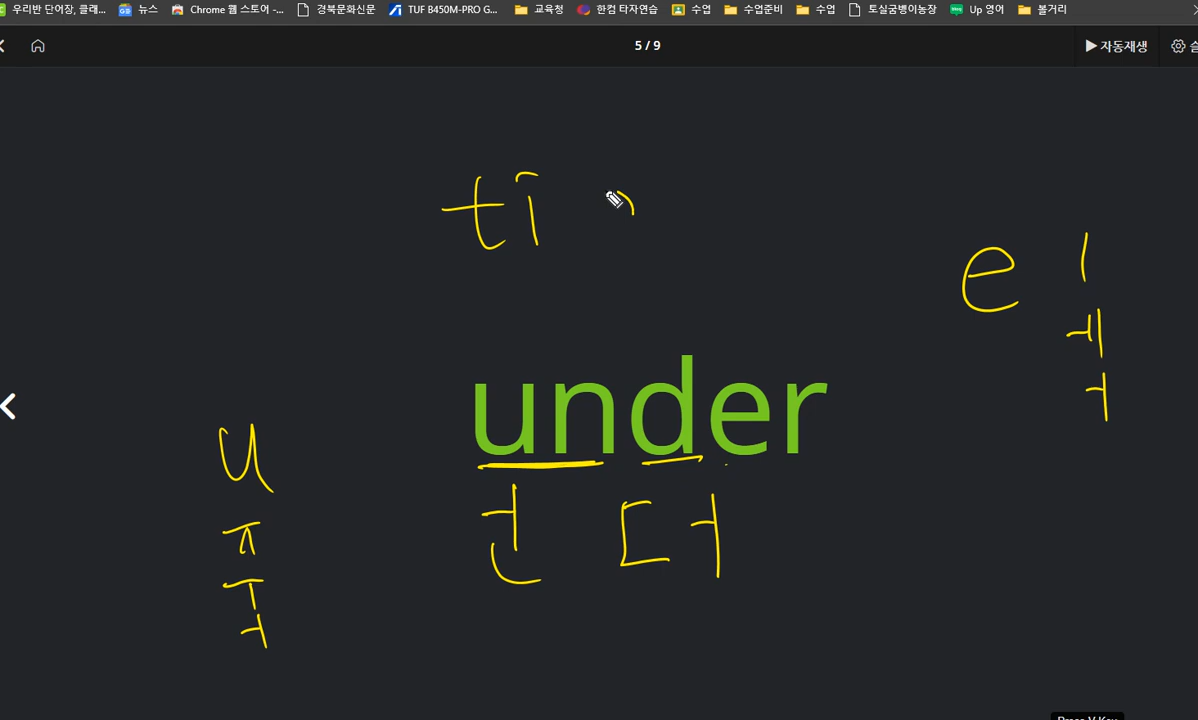 우리반 단어장, 클래... 뉴스 Chrome 웹 스토어 -... 경북문화신문 TUF B450M-PRO G... 교육청 한컴 타자연습 수업 수업준비 수업 토실굼벵이농장 Up 영어 볼거리
5 / 9 자동재생 슬
ti
e ㅣ
ㅔ
ㅓ
under
u
ㅠ
ㅜ
ㅓ
언 더